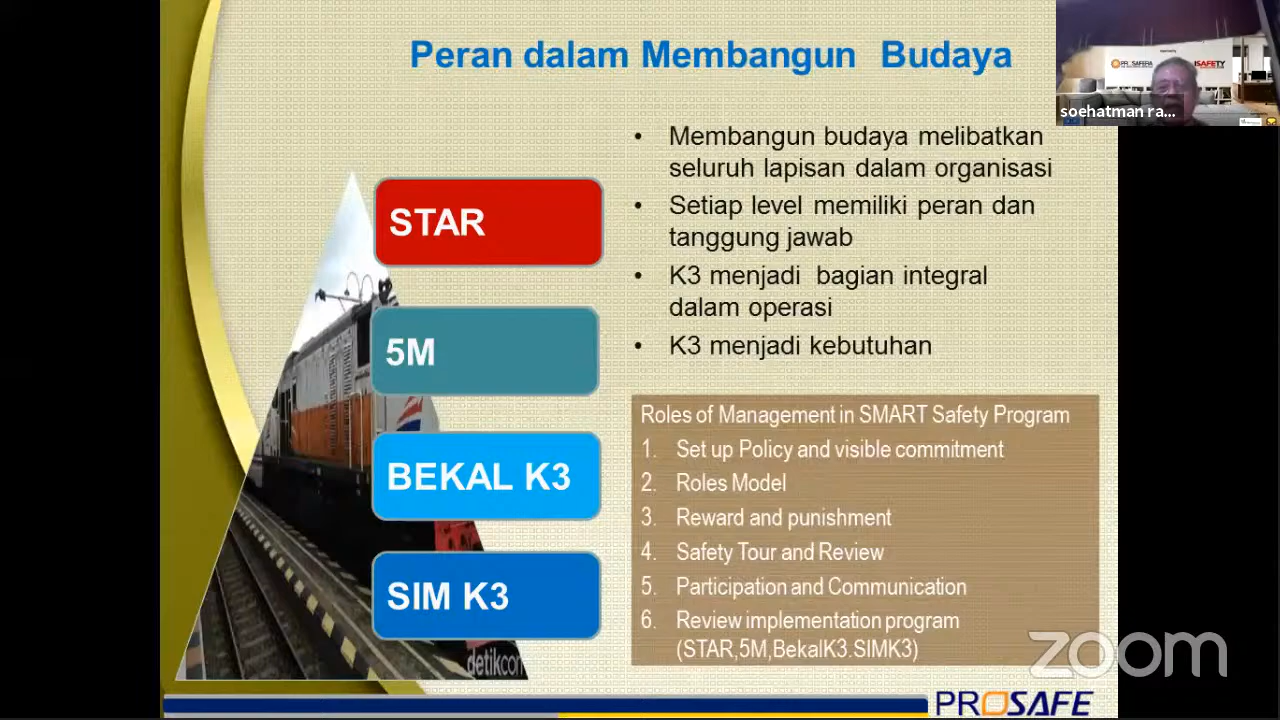 Peran dalam Membangun Budaya
soehatman ra...
• Membangun budaya melibatkan
seluruh lapisan dalam organisasi
• Setiap level memiliki peran dan
tanggung jawab
• K3 menjadi bagian integral
dalam operasi
• K3 menjadi kebutuhan
STAR
5M
BEKAL K3
SIM K3
Roles of Management in SMART Safety Program
1. Set up Policy and visible commitment
2. Roles Model
3. Reward and punishment
4. Safety Tour and Review
5. Participation and Communication
6. Review implementation program
(STAR,5M,BekalK3.SIMK3)
detikcom
zoom
PROSAFE